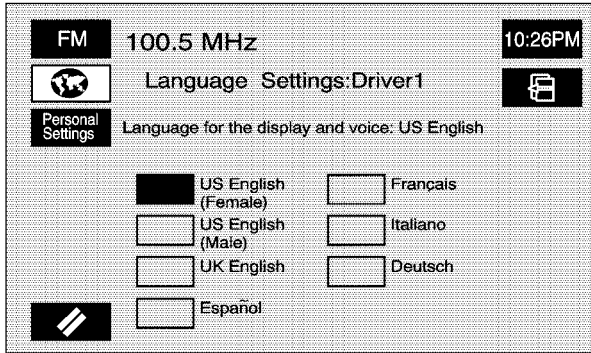 FM
100.5 MHz
10:26PM
Language Settings:Driver1
Personal
Settings
Language for the display and voice: US English
US English
(Female)
Français
US English
(Male)
Italiano
UK English
Deutsch
Español